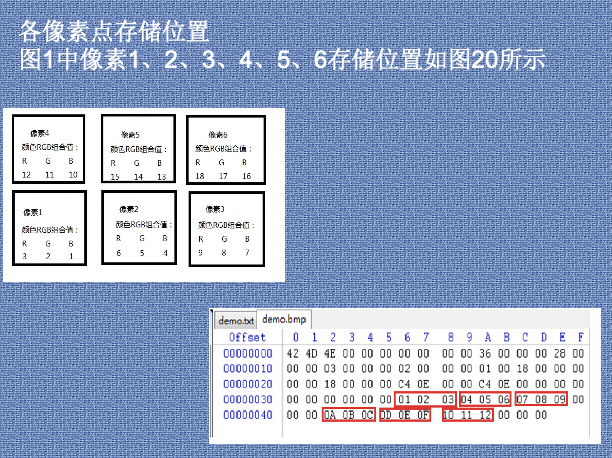 各像素点存储位置
图1中像素1、2、3、4、5、6存储位置如图20所示
像素4
颜色RGB组合值：
R G B
12 11 10
像素5
颜色RGB组合值：
R G B
15 14 13
像素6
颜色RGB组合值：
R G B
18 17 16
像素1
颜色RGB组合值：
R G B
3 2 1
像素2
颜色RGB组合值：
R G B
6 5 4
像素3
颜色RGB组合值：
R G B
9 8 7
demo.txt demo.bmp
Offset 0 1 2 3 4 5 6 7 8 9 A B C D E F
00000000 42 4D 4E 00 00 00 00 00 00 00 36 00 00 00 28 00
00000010 00 00 03 00 00 00 02 00 00 00 01 00 18 00 00 00
00000020 00 00 18 00 00 00 C4 0E 00 00 C4 0E 00 00 00 00
00000030 00 00 00 00 00 00 01 02 03 04 05 06 07 08 09 00
00000040 00 00 0A 0B 0C 0D 0E 0F 10 11 12 00 00 00